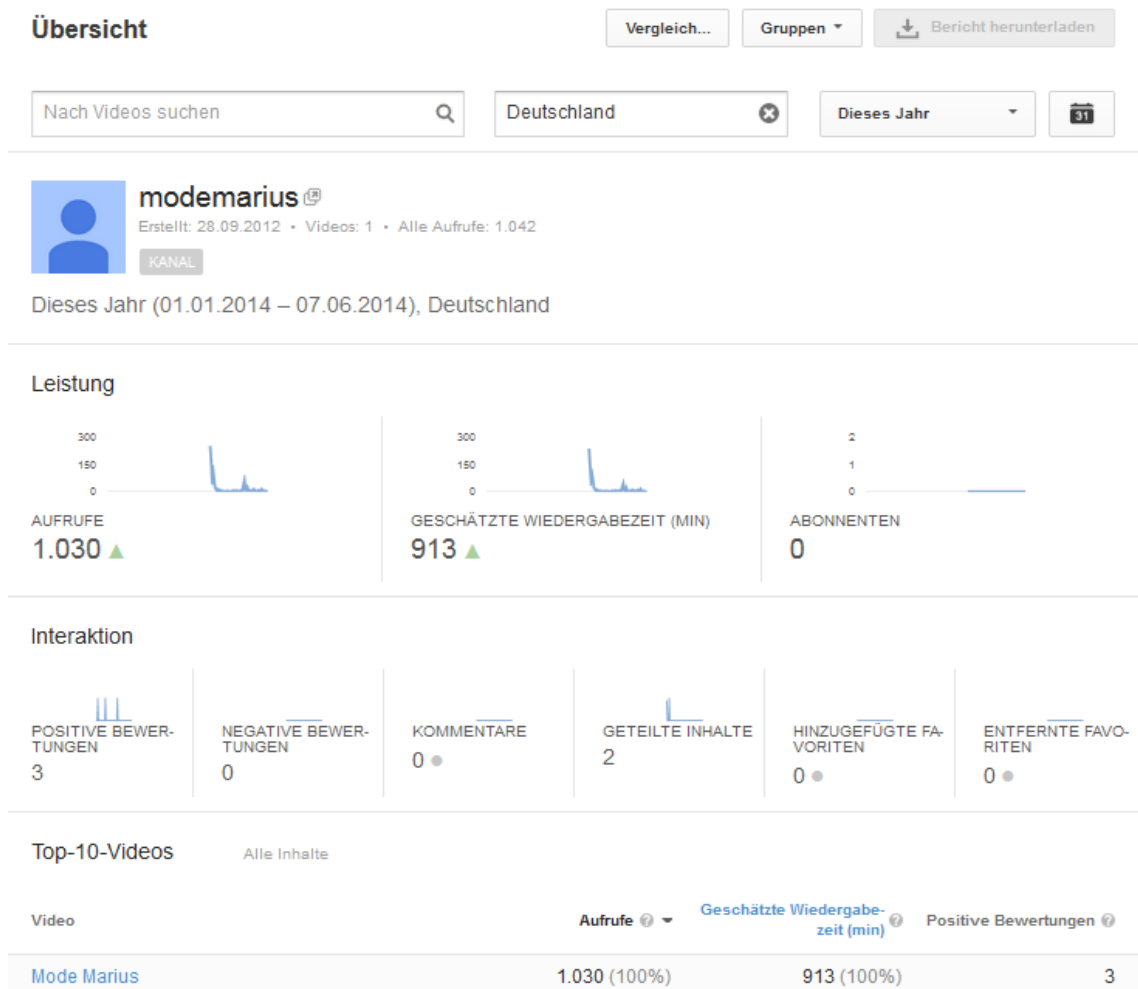 Übersicht
Vergleich... Gruppen Bericht herunterladen
Nach Videos suchen Deutschland Dieses Jahr 31
modemarius
Erstellt: 28.09.2012 • Videos: 1 • Alle Aufrufe: 1.042
KANAL
Dieses Jahr (01.01.2014 – 07.06.2014), Deutschland
Leistung
300 300 2
150 150 1
0 0 0
AUFRUFE GESCHÄTZTE WIEDERGABEZEIT (MIN) ABONNENTEN
1.030 913 0
Interaktion
POSITIVE BEWER- NEGATIVE BEWER- KOMMENTARE GETEILTE INHALTE HINZUGEFÜGTE FA- ENTFERNTE FAVO-
TUNGEN TUNGEN VORITEN RITEN
3 0 0 2 0 0
Top-10-Videos Alle Inhalte
Video Aufrufe ? Geschätzte Wiedergabe- ? Positive Bewertungen ?
zeit (min)
Mode Marius 1.030 (100%) 913 (100%) 3